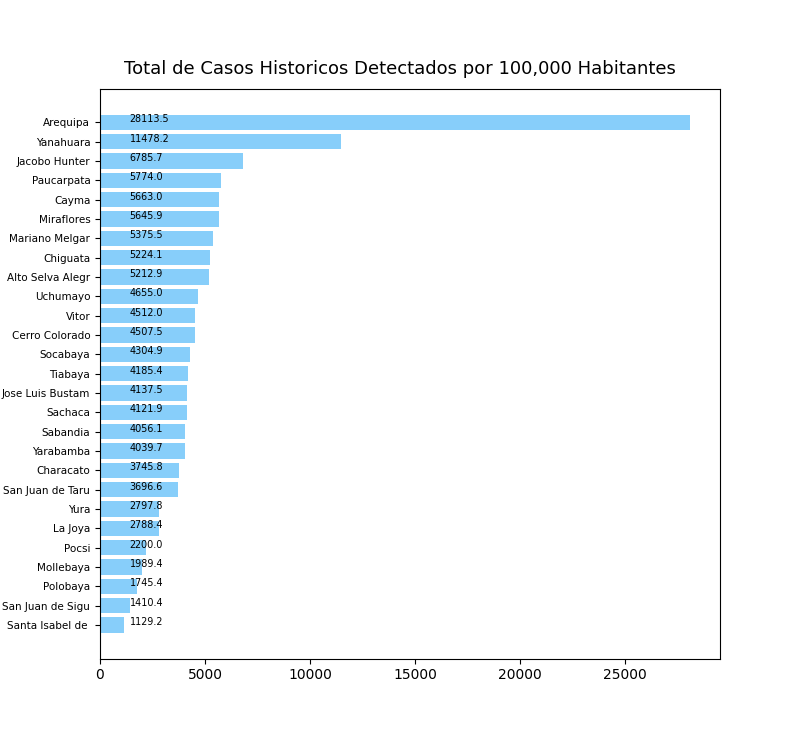 Total de Casos Historicos Detectados por 100,000 Habitantes
Arequipa 28113.5
Yanahuara 11478.2
Jacobo Hunter 6785.7
Paucarpata 5774.0
Cayma 5663.0
Miraflores 5645.9
Mariano Melgar 5375.5
Chiguata 5224.1
Alto Selva Alegr 5212.9
Uchumayo 4655.0
Vitor 4512.0
Cerro Colorado 4507.5
Socabaya 4304.9
Tiabaya 4185.4
Jose Luis Bustam 4137.5
Sachaca 4121.9
Sabandia 4056.1
Yarabamba 4039.7
Characato 3745.8
San Juan de Taru 3696.6
Yura 2797.8
La Joya 2788.4
Pocsi 2200.0
Mollebaya 1989.4
Polobaya 1745.4
San Juan de Sigu 1410.4
Santa Isabel de 1129.2
0 5000 10000 15000 20000 25000